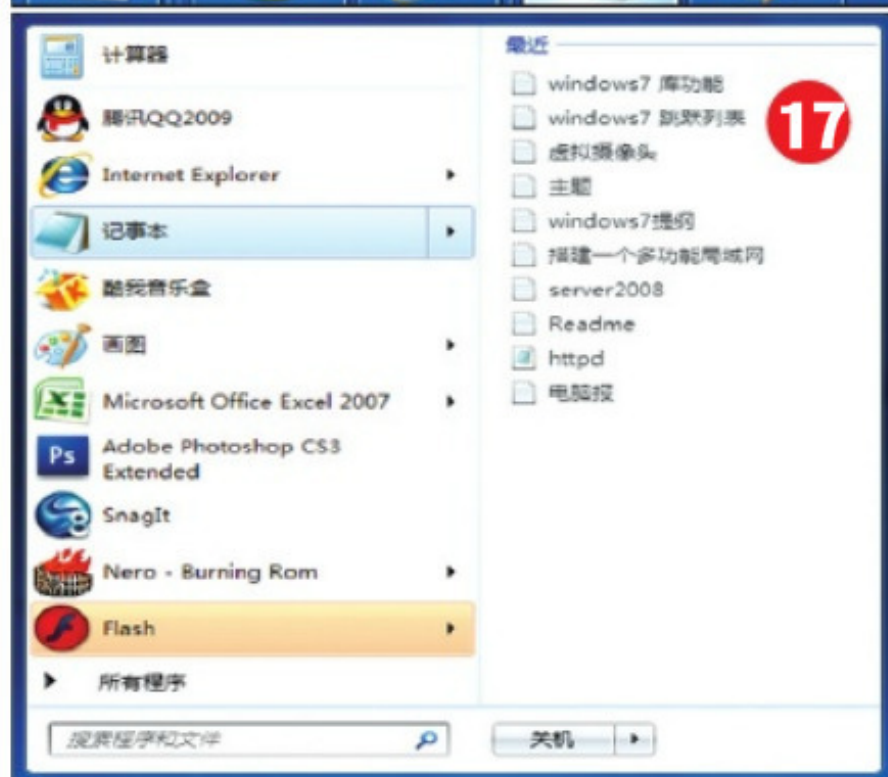 计算器
腾讯QQ2009
Internet Explorer
记事本
酷我音乐盒
画图
Microsoft Office Excel 2007
Ps
Adobe Photoshop CS3
Extended
SnagIt
Nero - Burning Rom
Flash
所有程序
搜索程序和文件
最近
windows7 库功能
windows7 跳跃列表
虚拟摄像头
主题
windows7提纲
搭建一个多功能局域网
server2008
Readme
httpd
电脑报
17
关机